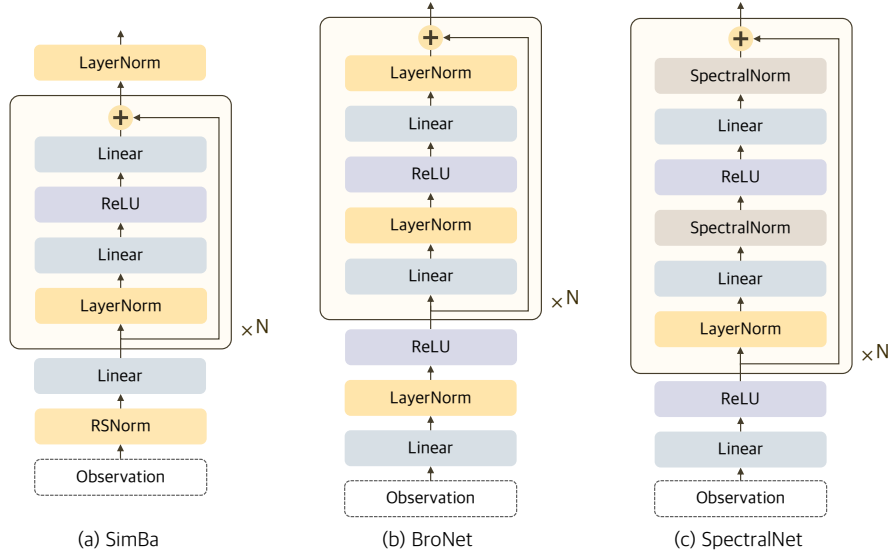 LayerNorm
+
Linear
ReLU
Linear
LayerNorm
× N
Linear
RSNorm
Observation
(a) SimBa
+
LayerNorm
Linear
ReLU
LayerNorm
Linear
× N
ReLU
LayerNorm
Linear
Observation
(b) BroNet
+
SpectralNorm
Linear
ReLU
SpectralNorm
Linear
LayerNorm
× N
ReLU
Linear
Observation
(c) SpectralNet